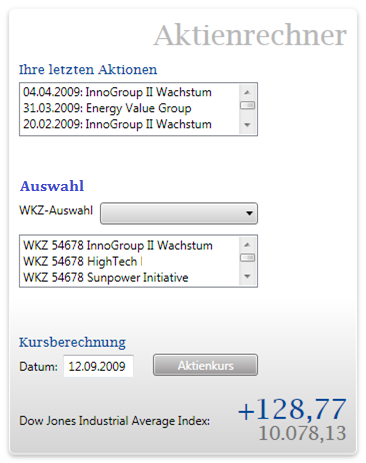 Aktienrechner
Ihre letzten Aktionen
04.04.2009: InnoGroup II Wachstum
31.03.2009: Energy Value Group
20.02.2009: InnoGroup II Wachstum
Auswahl
WKZ-Auswahl
WKZ 54678 InnoGroup II Wachstum
WKZ 54678 HighTech
WKZ 54678 Sunpower Initiative
Kursberechnung
Datum: 12.09.2009 Aktienkurs
Dow Jones Industrial Average Index: +128,77
10.078,13